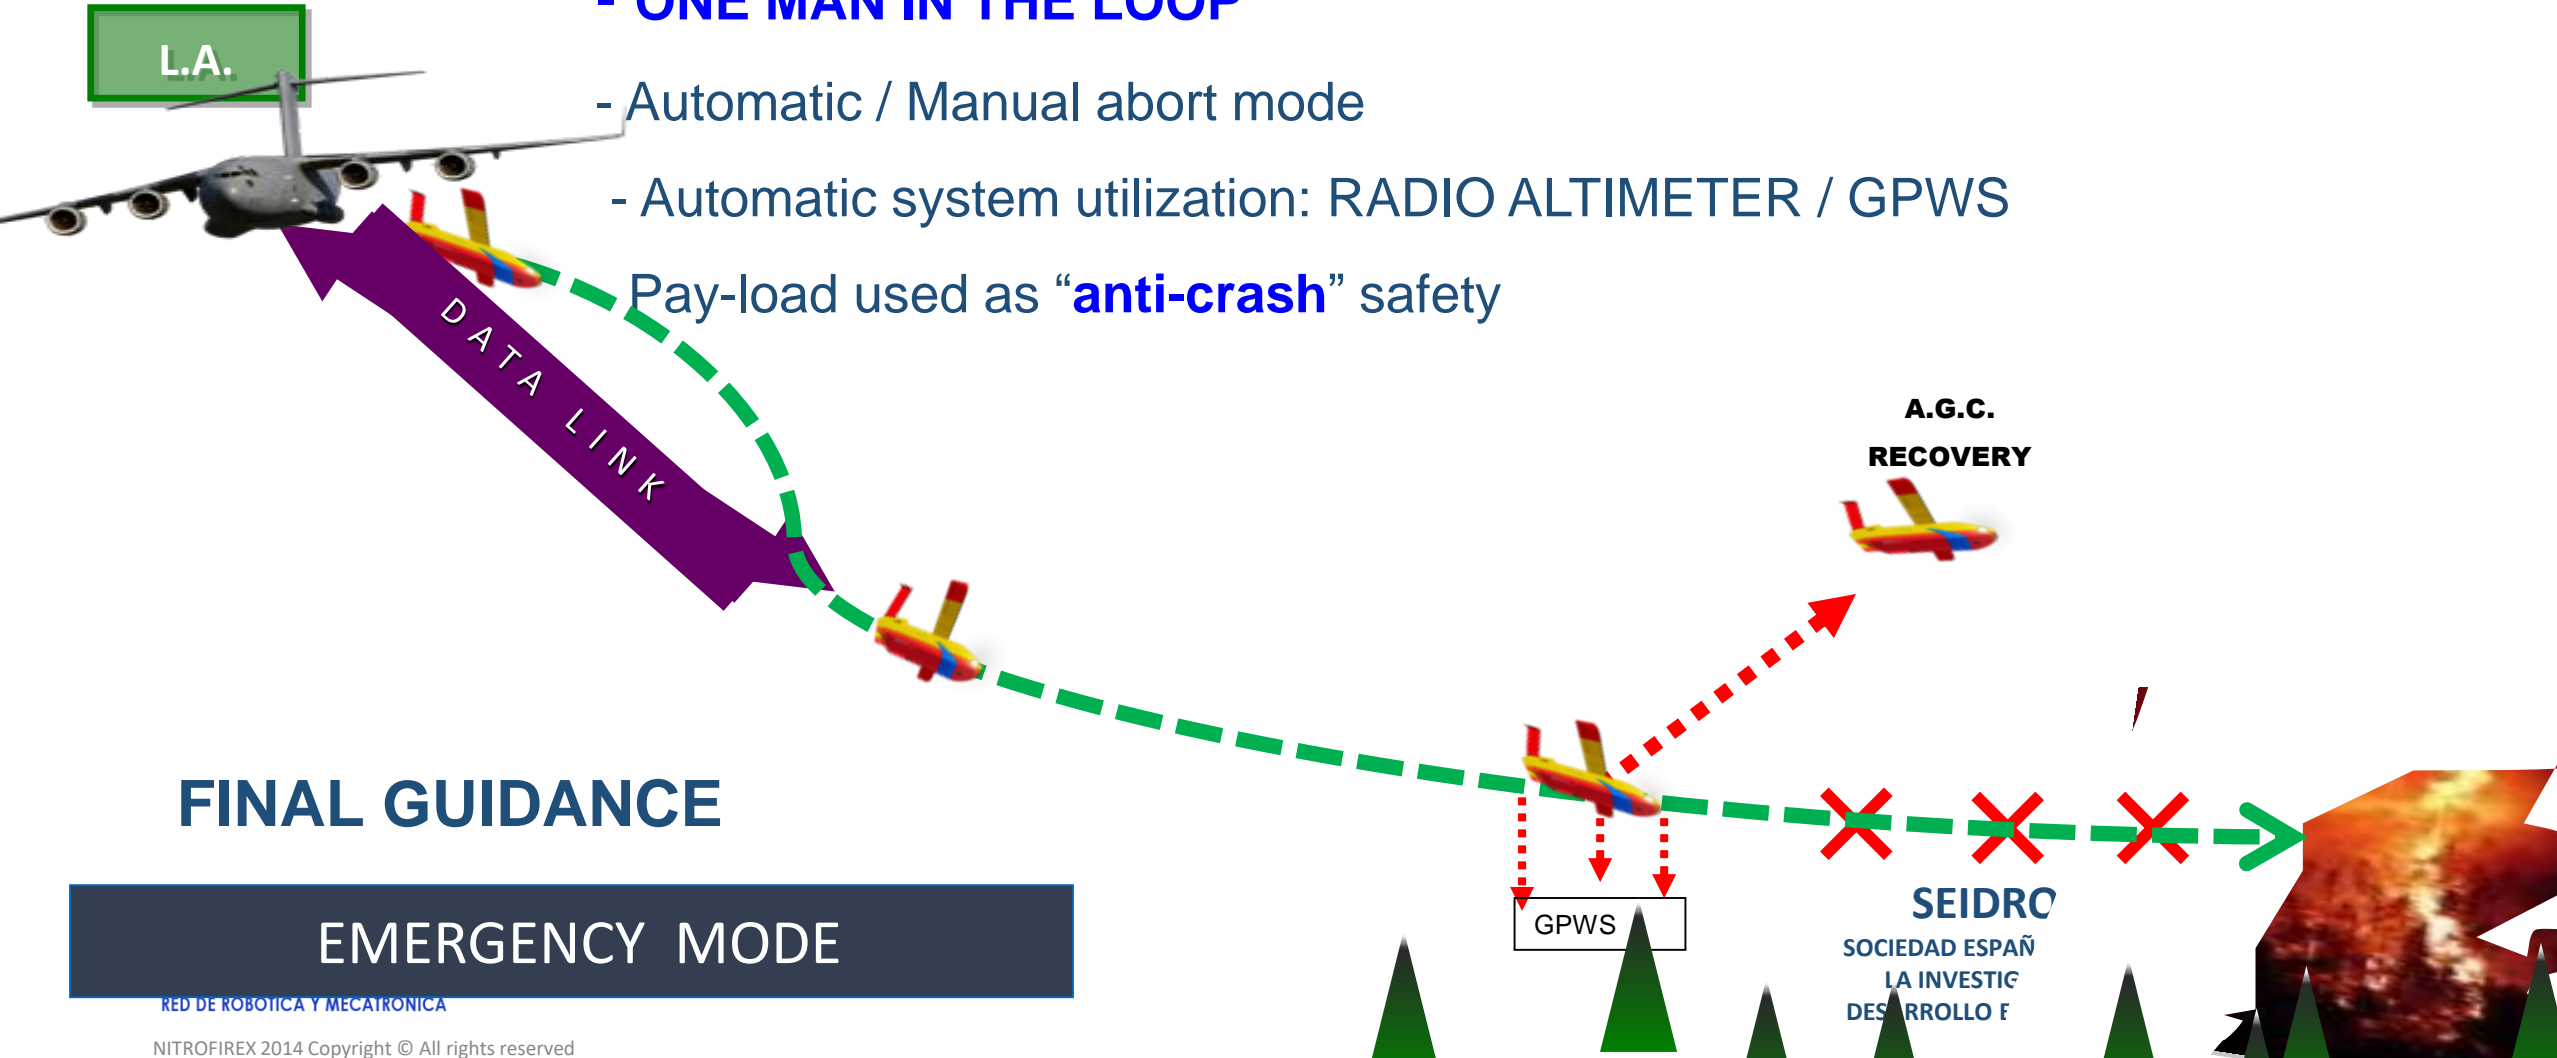 - ONE MAN IN THE LOOP
L.A.
- Automatic / Manual abort mode
- Automatic system utilization: RADIO ALTIMETER / GPWS
Pay-load used as “anti-crash” safety
DATA LINK
A.G.C.
RECOVERY
FINAL GUIDANCE
EMERGENCY MODE
GPWS
SEIDRO
SOCIEDAD ESPAÑ
LA INVESTIG
DESARROLLO E
RED DE ROBOTICA Y MECATRONICA
NITROFIREX 2014 Copyright © All rights reserved